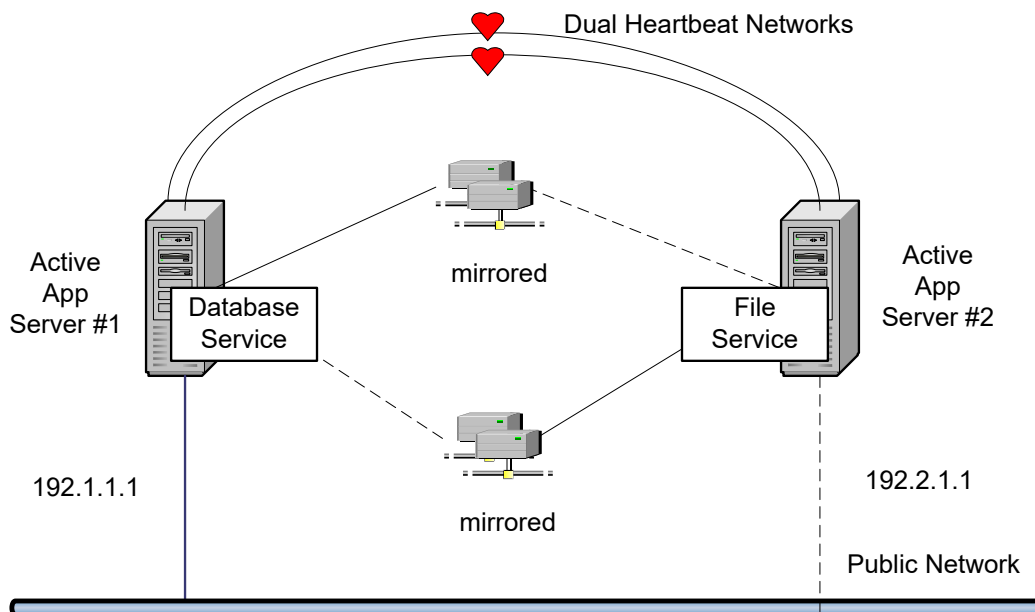 Dual Heartbeat Networks
Active
App
Server #1
Database
Service
mirrored
File
Service
Active
App
Server #2
mirrored
192.1.1.1
192.2.1.1
Public Network